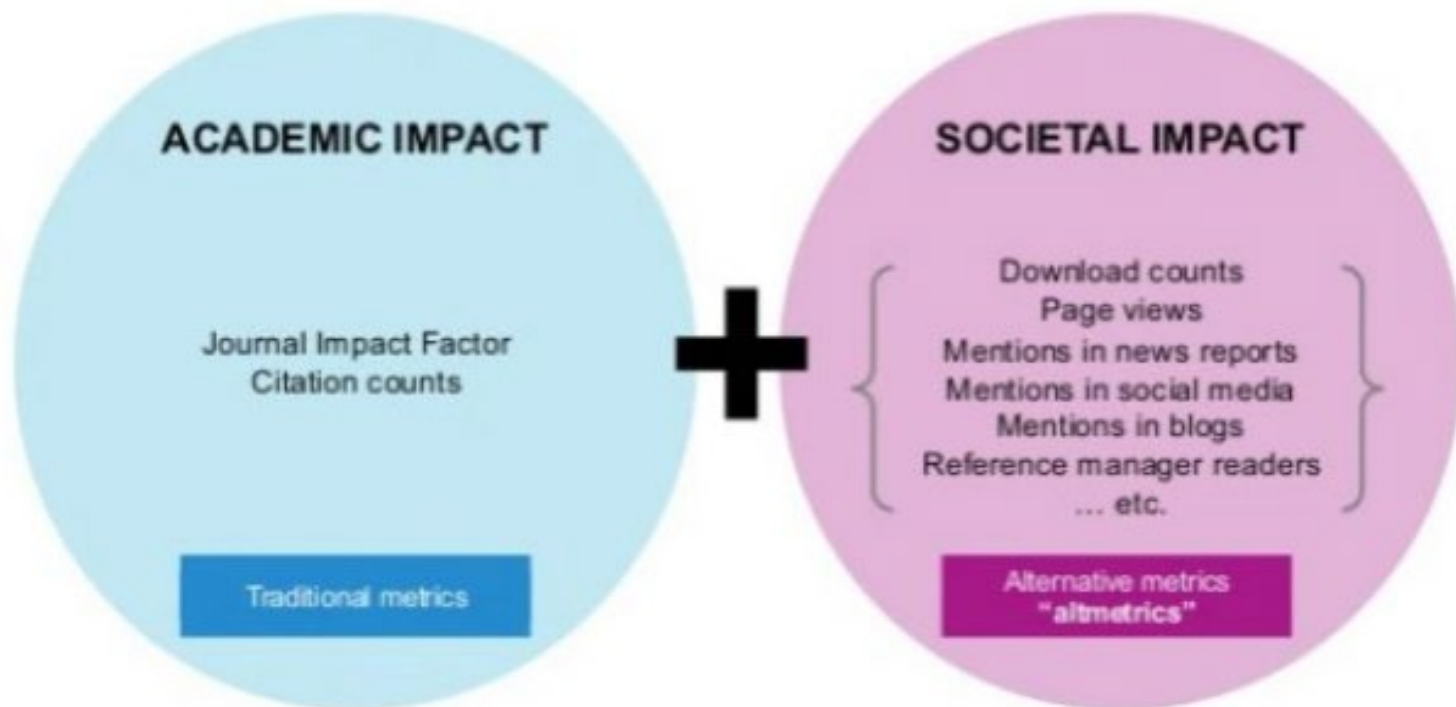 ACADEMIC IMPACT
Journal Impact Factor
Citation counts
Traditional metrics
SOCIETAL IMPACT
Download counts
Page views
Mentions in news reports
Mentions in social media
Mentions in blogs
Reference manager readers
... etc.
Alternative metrics
“altmetrics”